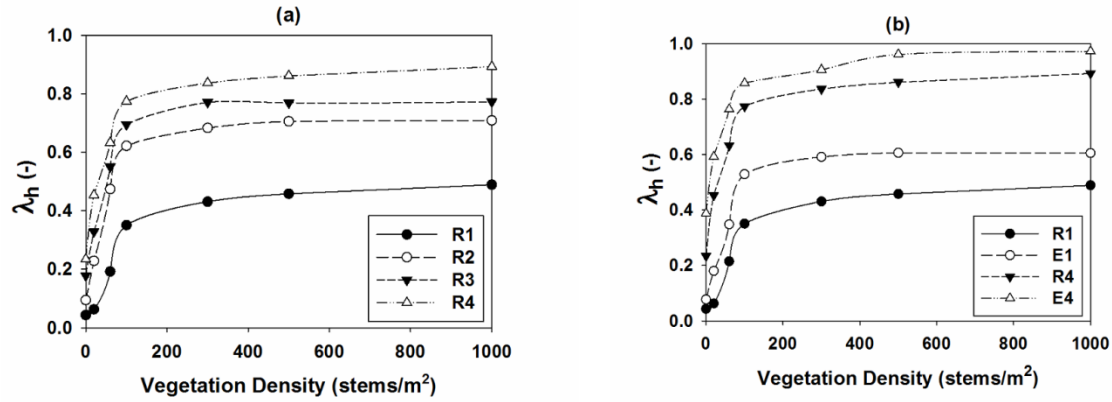 (a)
1.0
0.8
0.6
0.4
0.2
0.0
λh (-)
0 200 400 600 800 1000
Vegetation Density (stems/m²)
R1
R2
R3
R4
(b)
1.0
0.8
0.6
0.4
0.2
0.0
λh (-)
0 200 400 600 800 1000
Vegetation Density (stems/m²)
R1
E1
R4
E4